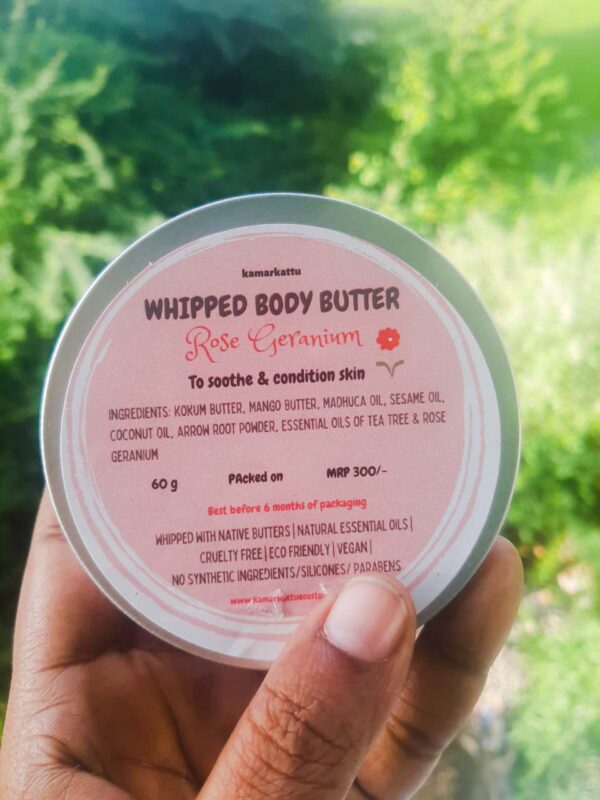 kamarkattu
WHIPPED BODY BUTTER
Rose Geranium
To soothe & condition skin
INGREDIENTS: KOKUM BUTTER, MANGO BUTTER, MADHUCA OIL, SESAME OIL,
COCONUT OIL, ARROW ROOT POWDER, ESSENTIAL OILS OF TEA TREE & ROSE
GERANIUM
60 g PAcked on MRP 300/-
Best before 6 months of packaging
WHIPPED WITH NATIVE BUTTERS | NATURAL ESSENTIAL OILS |
CRUELTY FREE | ECO FRIENDLY | VEGAN |
NO SYNTHETIC INGREDIENTS/SILICONES/ PARABENS